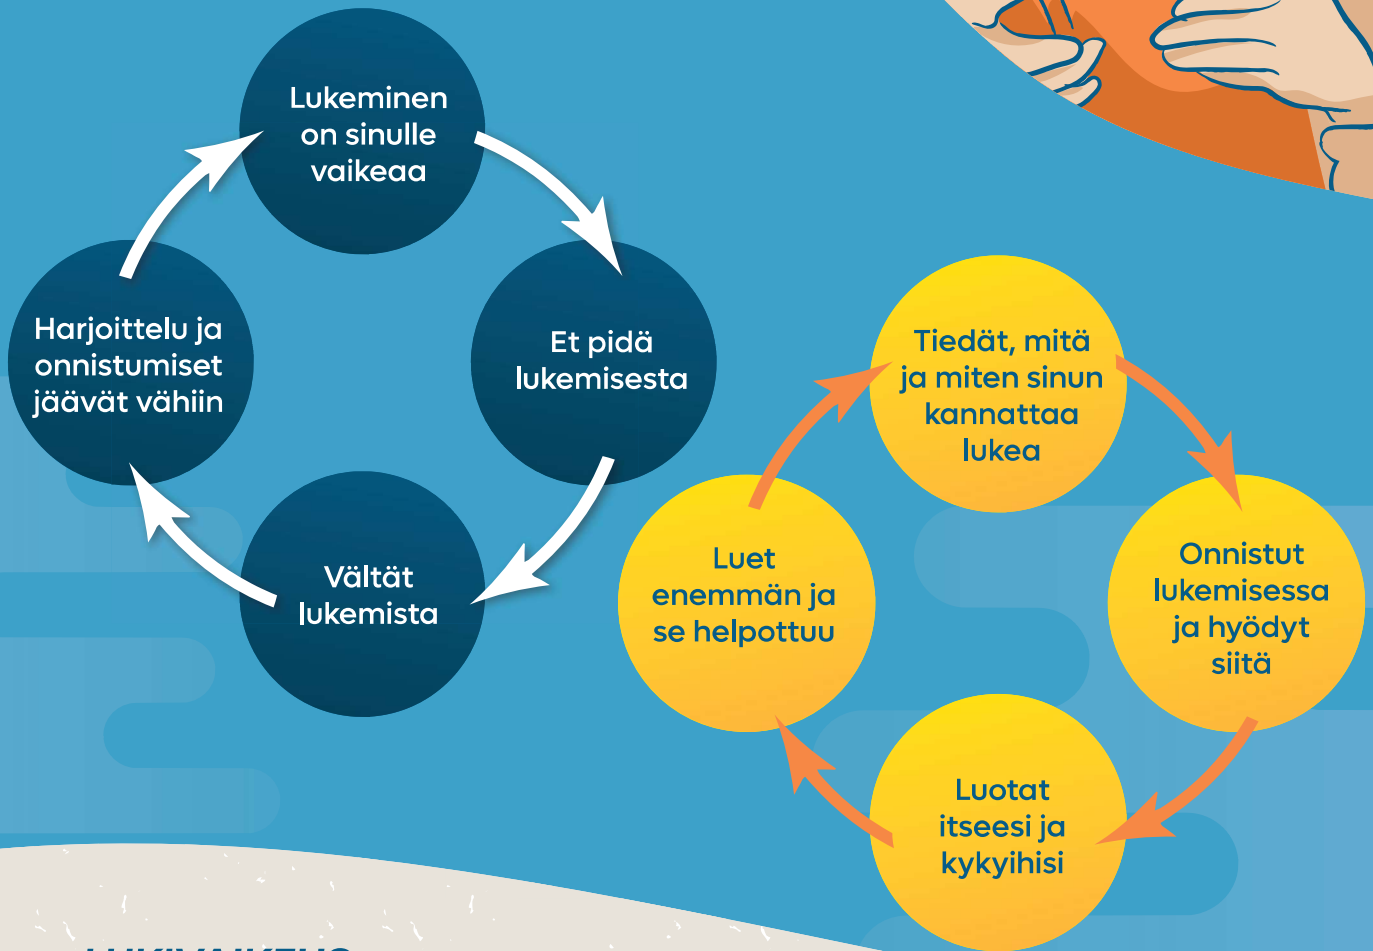 Lukeminen
on sinulle
vaikeaa
Et pidä
lukemisesta
Vältät
lukemista
Harjoittelu ja
onnistumiset
jäävät vähiin
Tiedät, mitä
ja miten sinun
kannattaa
lukea
Onnistut
lukemisessa
ja hyödyt
siitä
Luotat
itseesi ja
kykyihisi
Luet
enemmän ja
se helpottuu
LUKIVAIKEUS